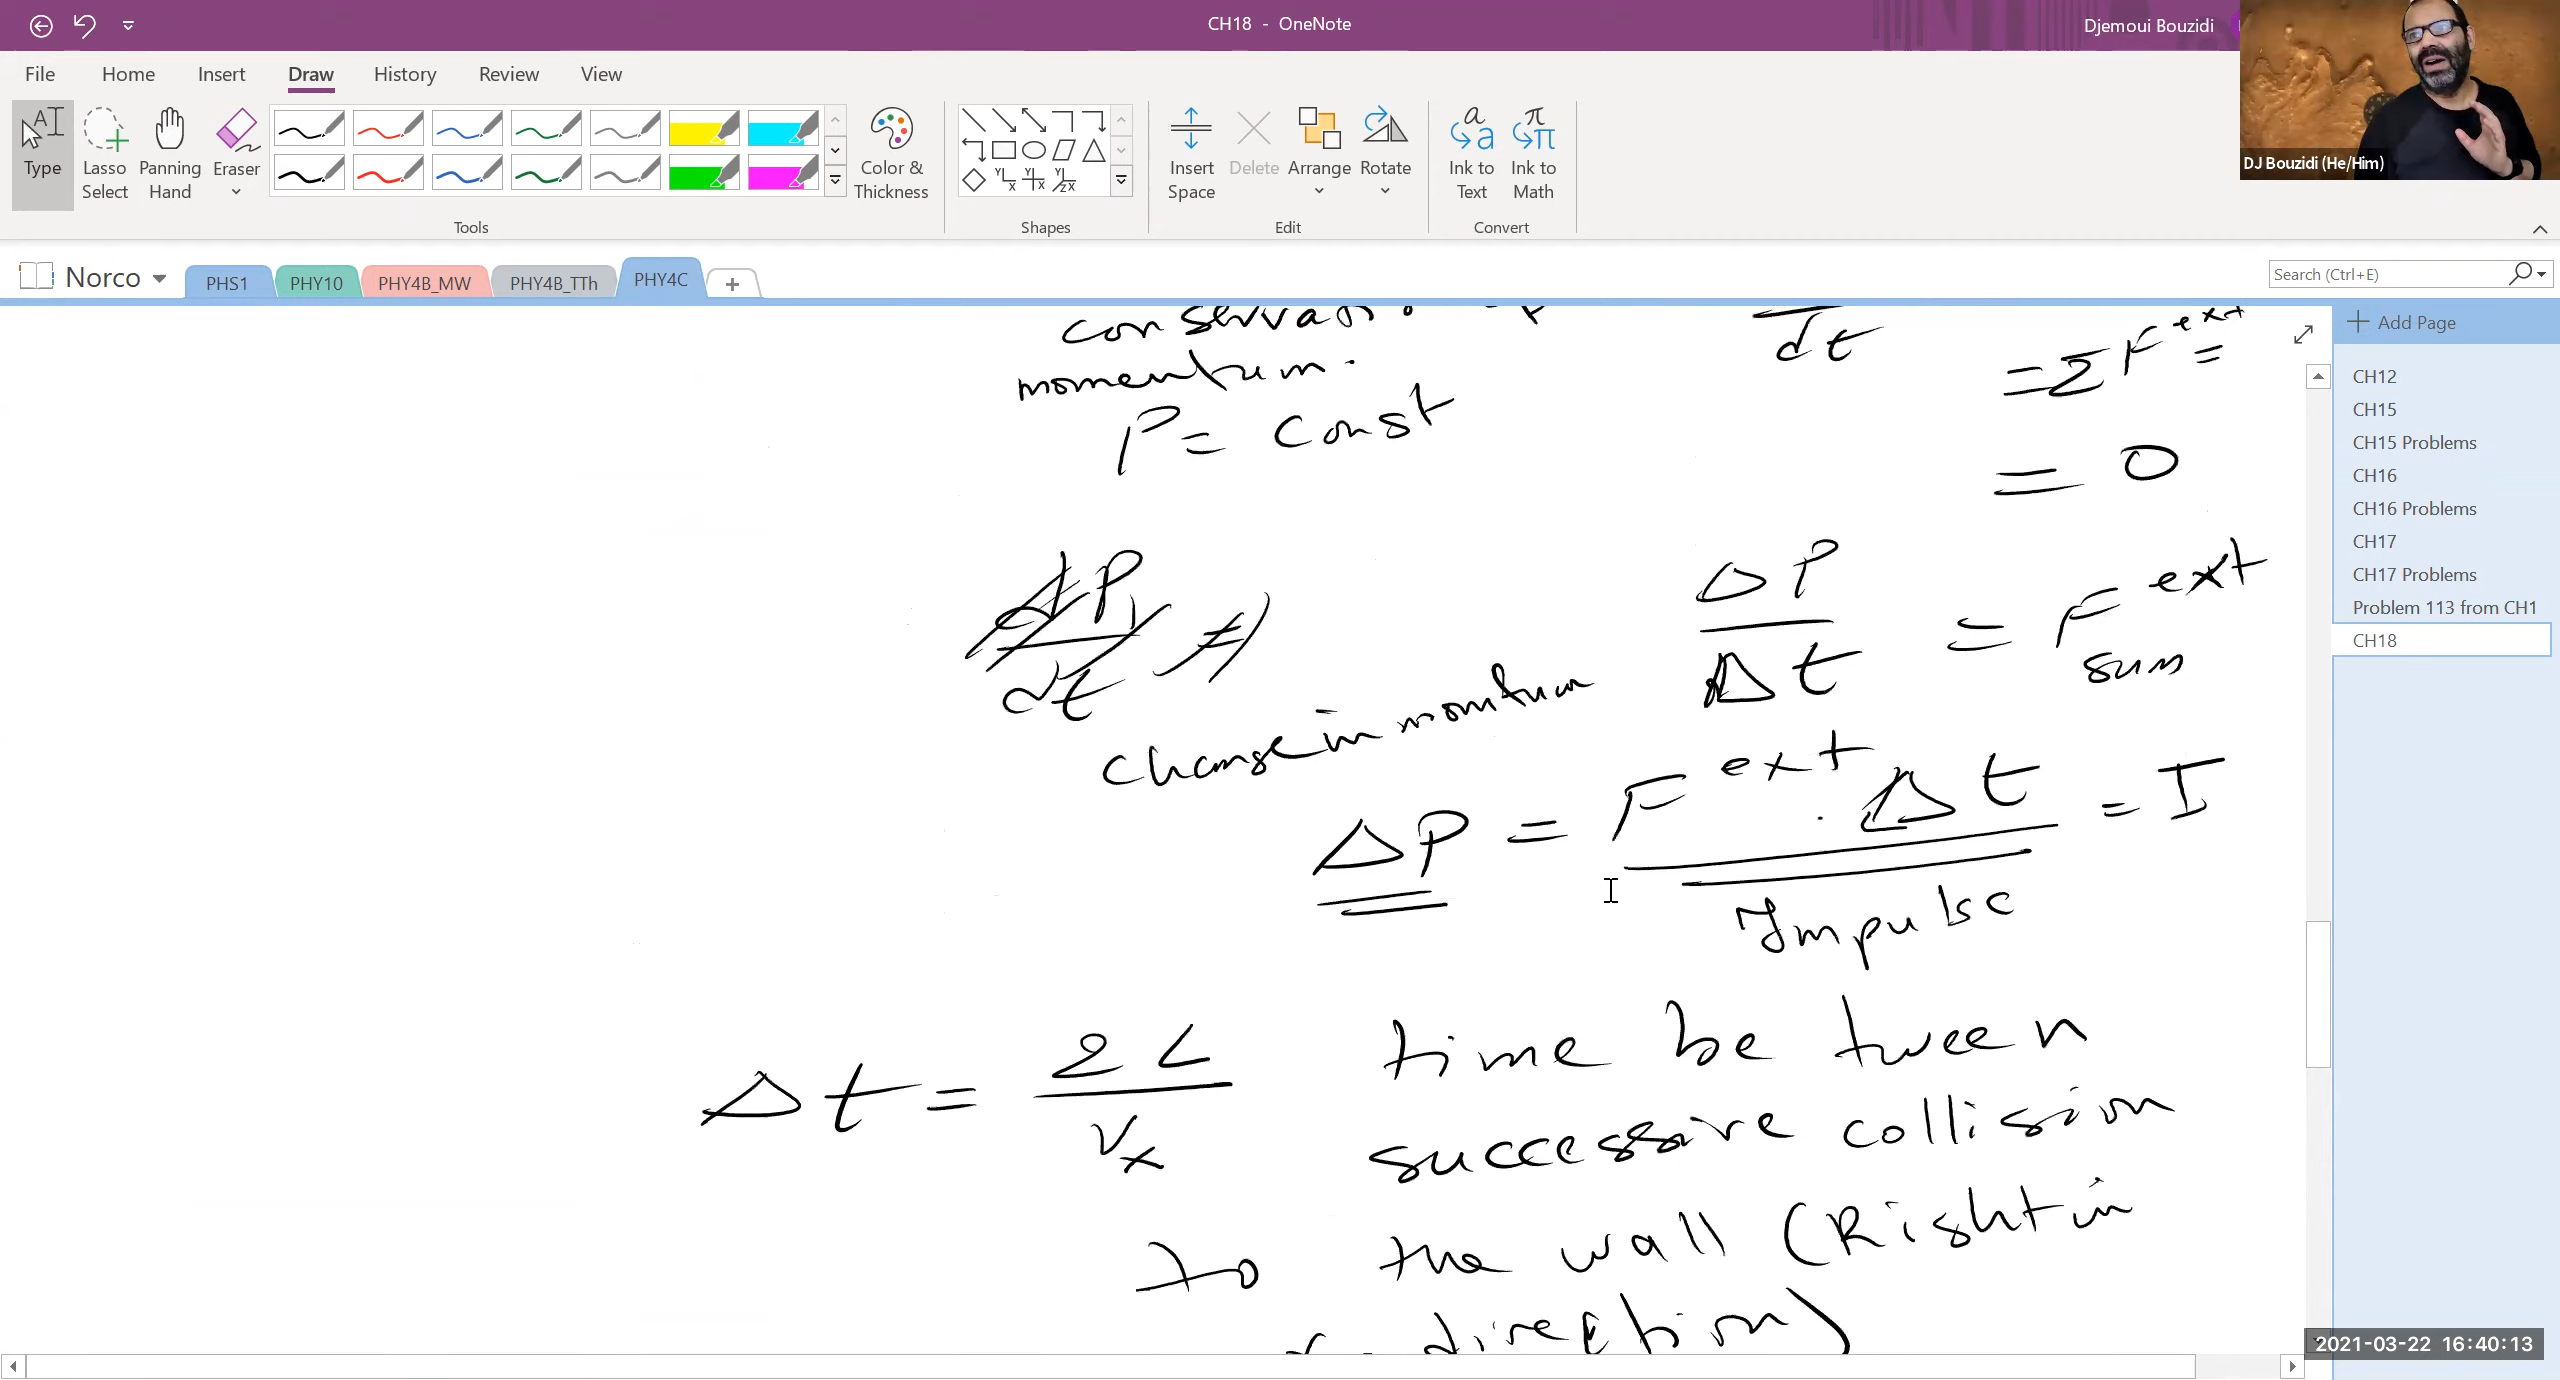 CH18 - OneNote
Djemoui Bouzidi
File Home Insert Draw History Review View
Type
Lasso Select
Panning Hand
Eraser
Color & Thickness
Insert Space
Delete
Arrange
Rotate
Ink to Text
Ink to Math
Tools Shapes Edit Convert
DJ Bouzidi (He/Him)
Norco PHS1 PHY10 PHY4B_MW PHY4B_TTh PHY4C
Search (Ctrl+E)
Add Page
CH12
CH15
CH15 Problems
CH16
CH16 Problems
CH17
CH17 Problems
Problem 113 from CH1
CH18
dt
= Σ F^ext =
momentum.
P = const
= 0
dP/dt =
ΔP/Δt = F^ext
sum
change in momentum
ΔP = F^ext . Δt = I
Impulse
Δt = 2L/Vx time between
successive collision
to the wall (Right in
direction)
2021-03-22 16:40:13